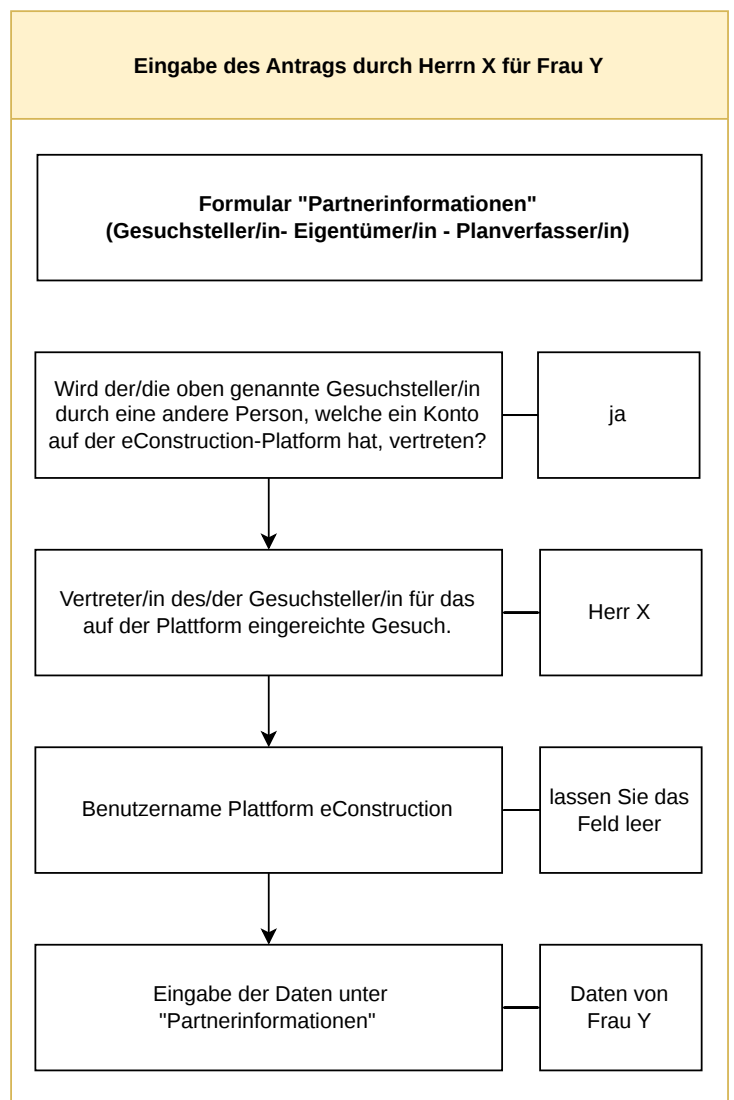 Eingabe des Antrags durch Herrn X für Frau Y
Formular "Partnerinformationen"
(Gesuchsteller/in- Eigentümer/in - Planverfasser/in)
Wird der/die oben genannte Gesuchsteller/in
durch eine andere Person, welche ein Konto
auf der eConstruction-Platform hat, vertreten?
ja
Vertreter/in des/der Gesuchsteller/in für das
auf der Plattform eingereichte Gesuch.
Herr X
Benutzername Plattform eConstruction
lassen Sie das
Feld leer
Eingabe der Daten unter
"Partnerinformationen"
Daten von
Frau Y